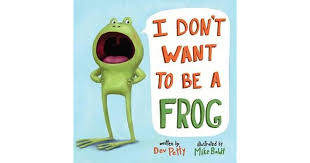 I DON'T
WANT
TO BE A
FROG
written by Dev Petty
illustrated by Mike Boldt